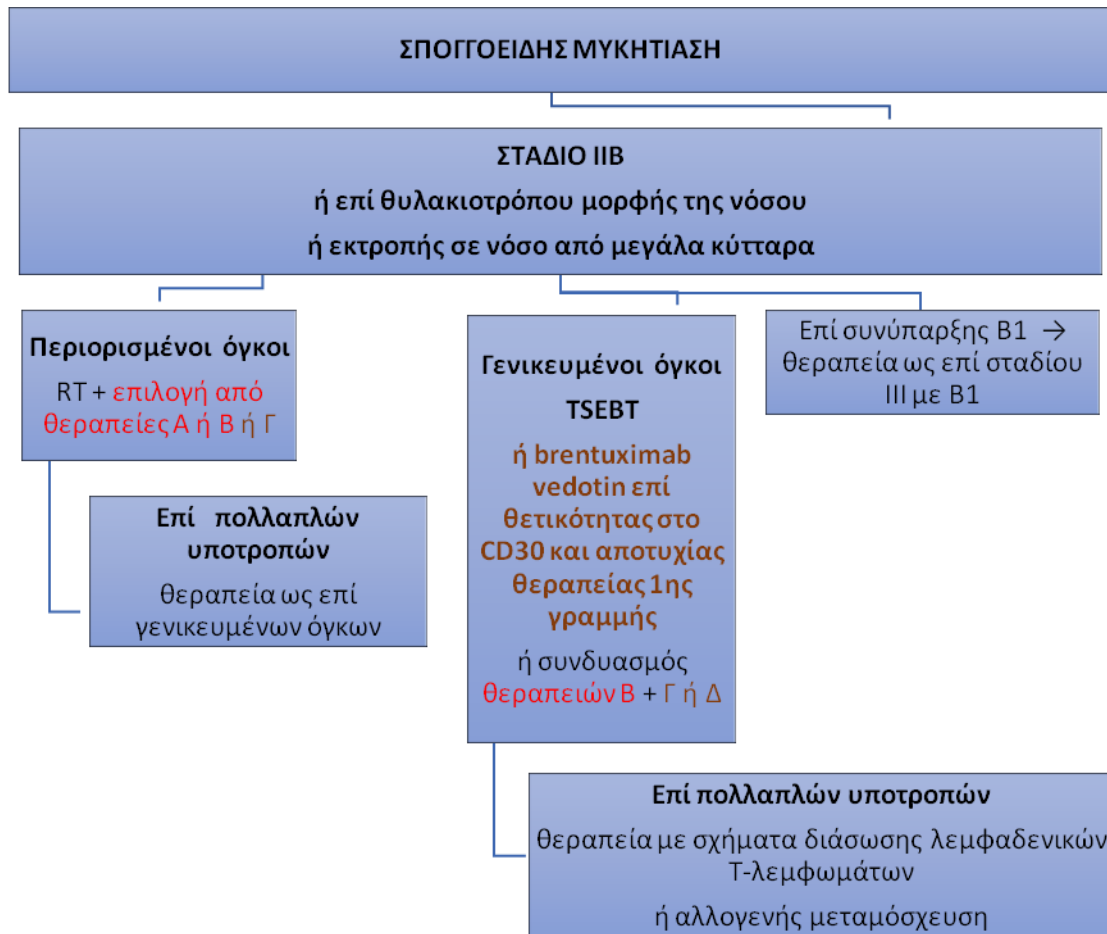 ΣΠΟΓΓΟΕΙΔΗΣ ΜΥΚΗΤΙΑΣΗ
ΣΤΑΔΙΟ ΙΙΒ
ή επί θυλακιοτρόπου μορφής της νόσου
ή εκτροπής σε νόσο από μεγάλα κύτταρα
Περιορισμένοι όγκοι
RT + επιλογή από
θεραπείες Α ή Β ή Γ
Επί πολλαπλών
υποτροπών
θεραπεία ως επί
γενικευμένων όγκων
Γενικευμένοι όγκοι
TSEBT
ή brentuximab
vedotin επί
θετικότητας στο
CD30 και αποτυχίας
θεραπείας 1ης
γραμμής
ή συνδυασμός
θεραπειών Β + Γ ή Δ
Επί πολλαπλών υποτροπών
θεραπεία με σχήματα διάσωσης λεμφαδενικών
Τ-λεμφωμάτων
ή αλλογενής μεταμόσχευση
Επί συνύπαρξης Β1 →
θεραπεία ως επί σταδίου
ΙΙΙ με Β1